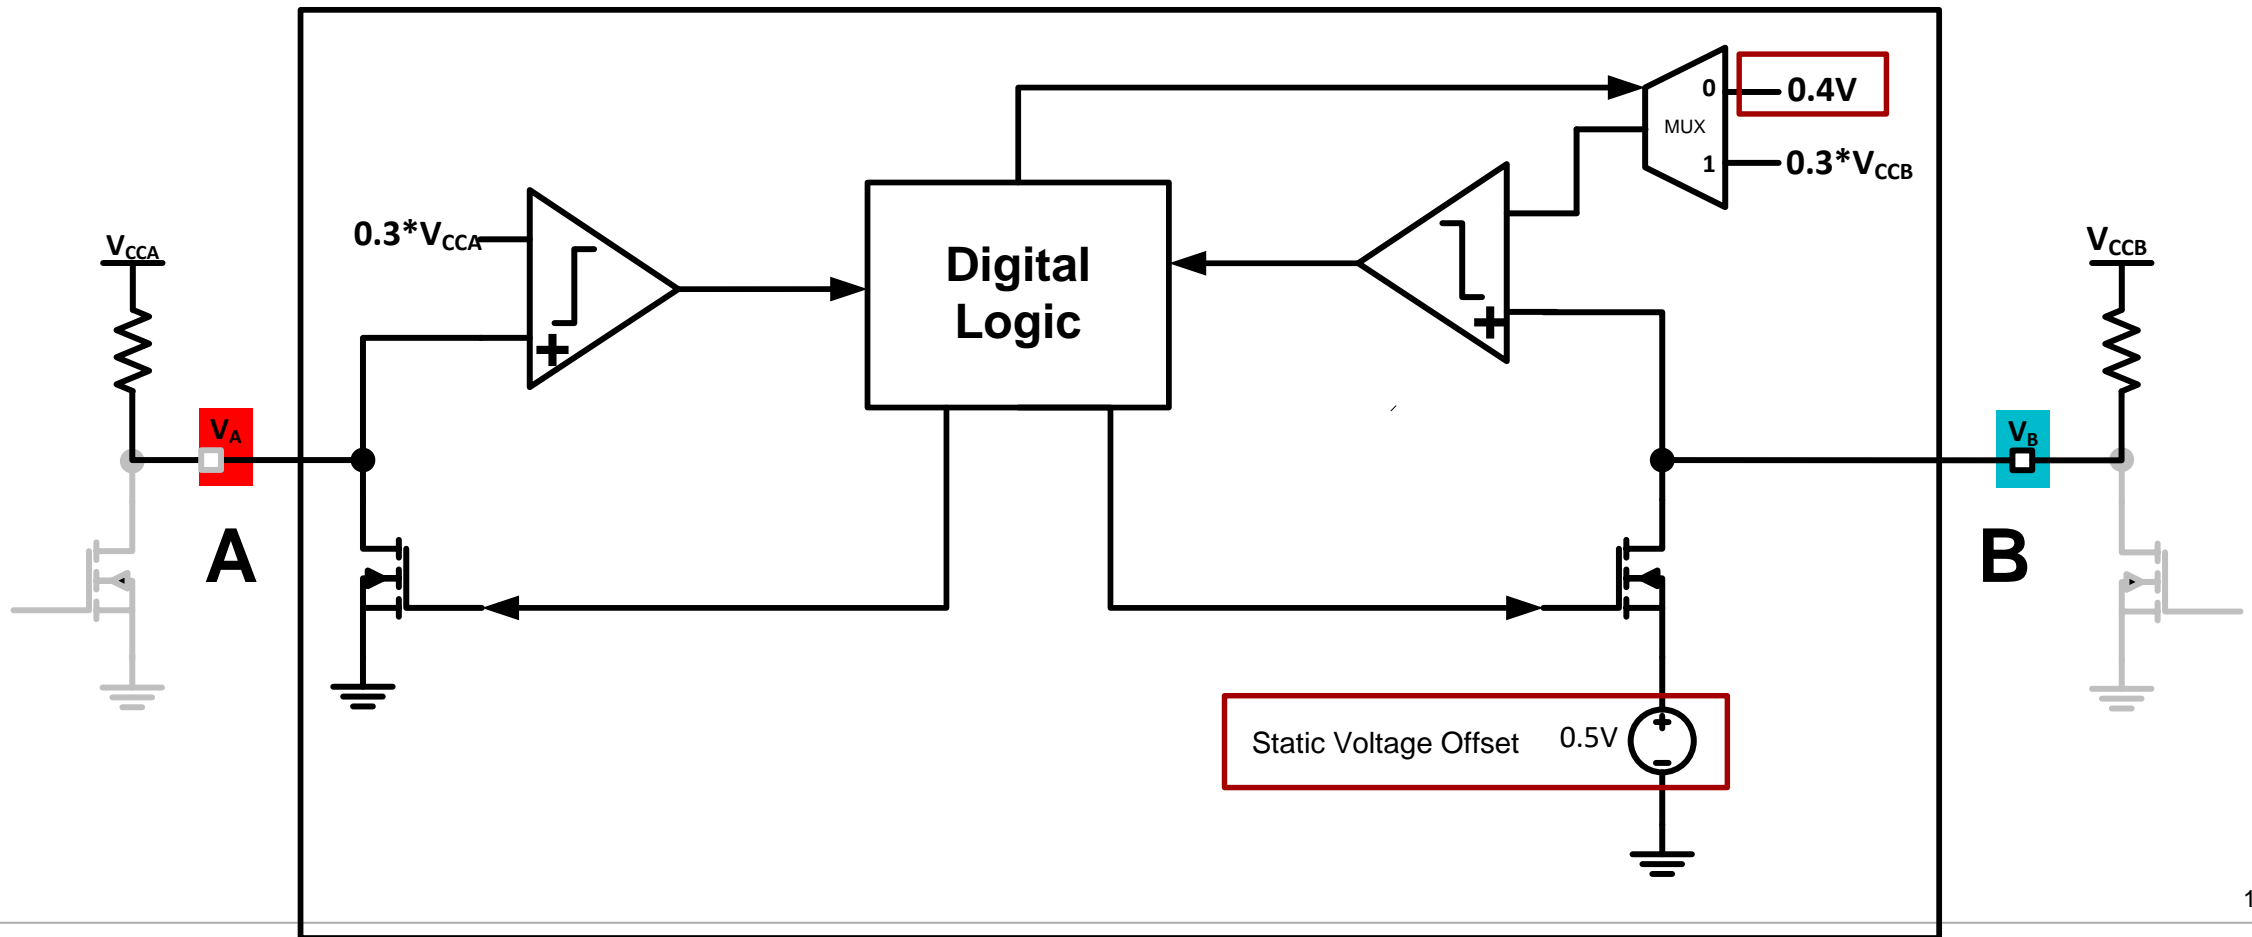 0
0.4V
MUX
1
0.3*VCCB
0.3*VCCA
VCCA
VCCB
Digital
Logic
+
+
VA
VB
A
B
Static Voltage Offset
0.5V
+
−
1